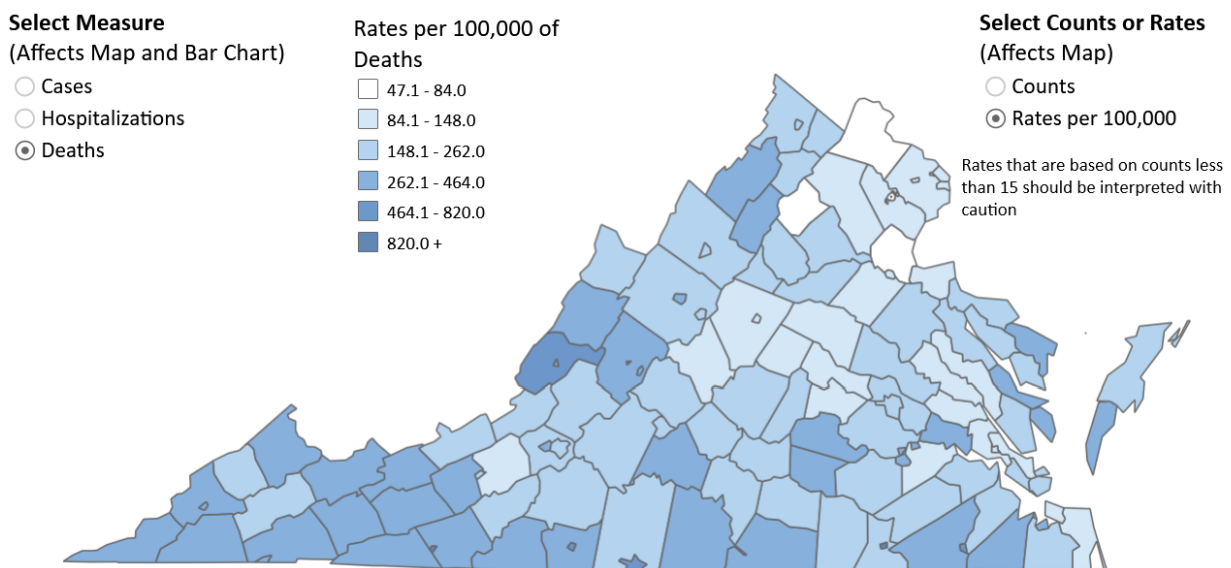 Select Measure
(Affects Map and Bar Chart)
Cases
Hospitalizations
Deaths
Rates per 100,000 of
Deaths
47.1 - 84.0
84.1 - 148.0
148.1 - 262.0
262.1 - 464.0
464.1 - 820.0
820.0 +
Select Counts or Rates
(Affects Map)
Counts
Rates per 100,000
Rates that are based on counts less
than 15 should be interpreted with
caution